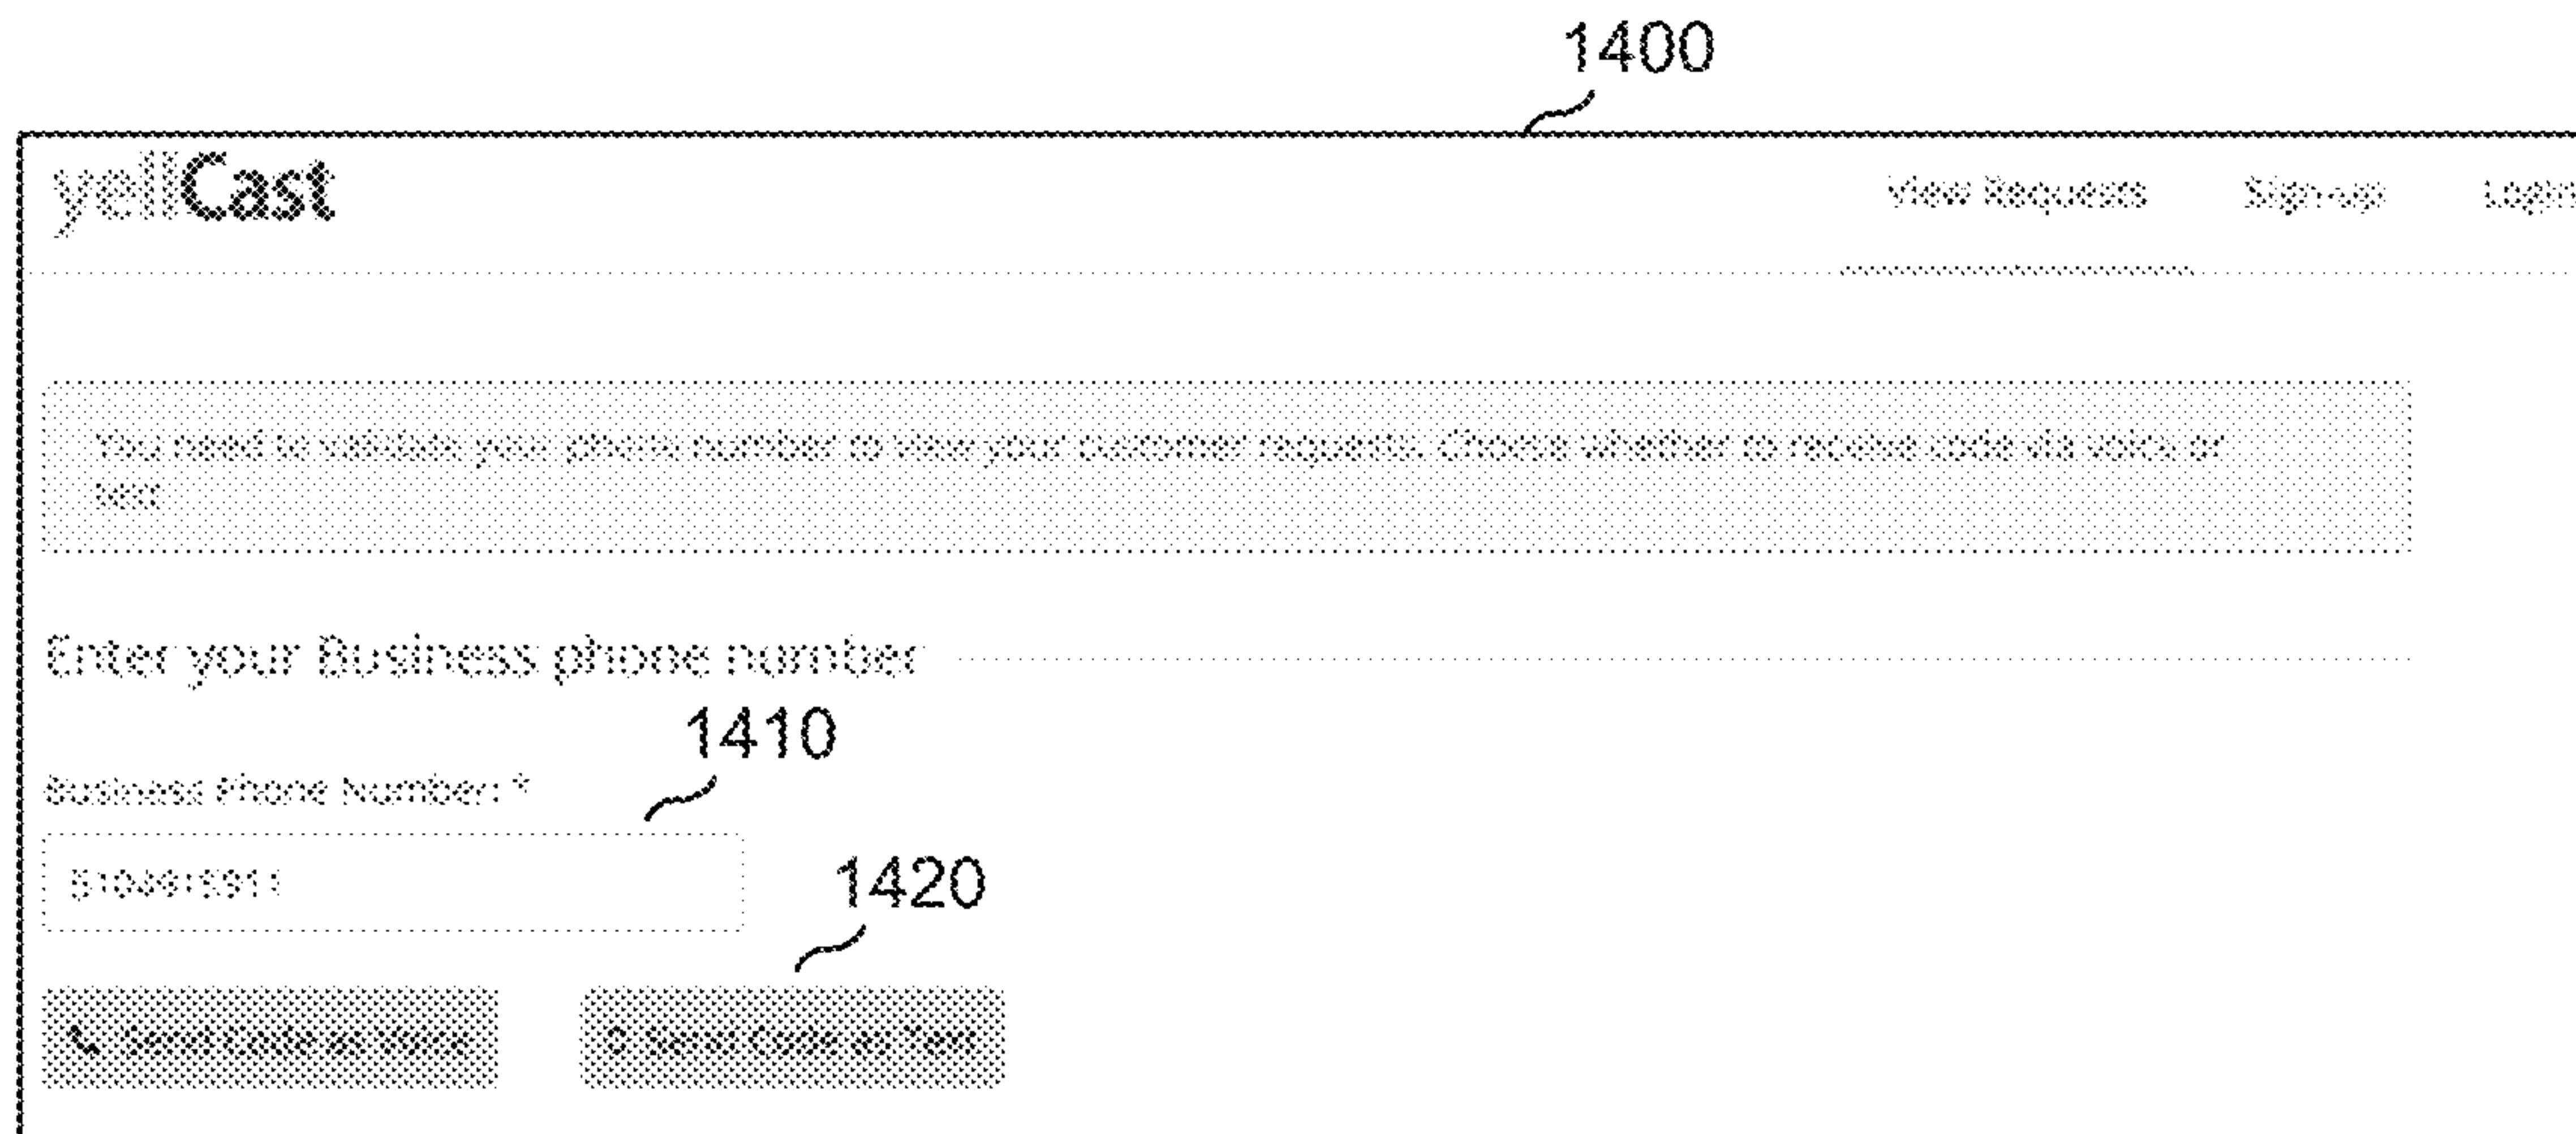 1400
yellCast
View Requests Sign-up Login
You need to validate your phone number to view your customer requests. Choose whether to receive code via voice or
text
Enter your Business phone number
1410
Business Phone Number: *
1420
Send Code as Voice Send Code as Text